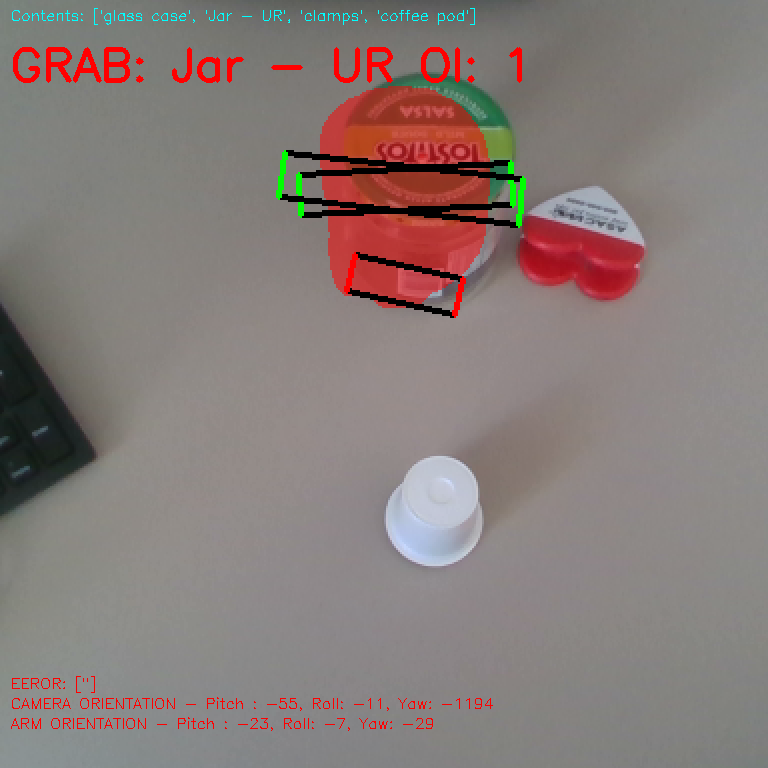 Contents: ['glass case', 'Jar - UR', 'clamps', 'coffee pod']
GRAB: Jar - UR OI: 1
SALSA
TOSTITOS
EEROR: ['']
CAMERA ORIENTATION - Pitch : -55, Roll: -11, Yaw: -1194
ARM ORIENTATION - Pitch : -23, Roll: -7, Yaw: -29